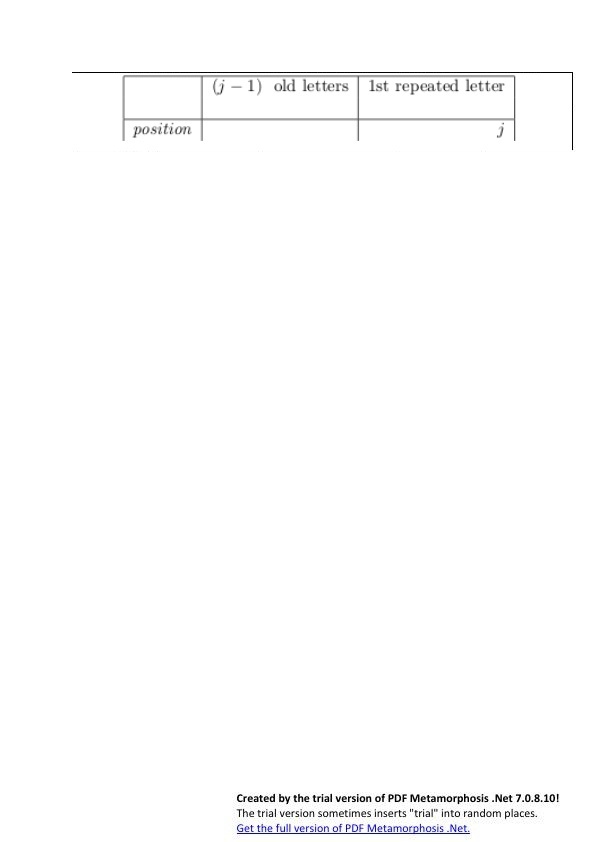 (j − 1) old letters 1st repeated letter
position j
Created by the trial version of PDF Metamorphosis .Net 7.0.8.10!
The trial version sometimes inserts "trial" into random places.
Get the full version of PDF Metamorphosis .Net.